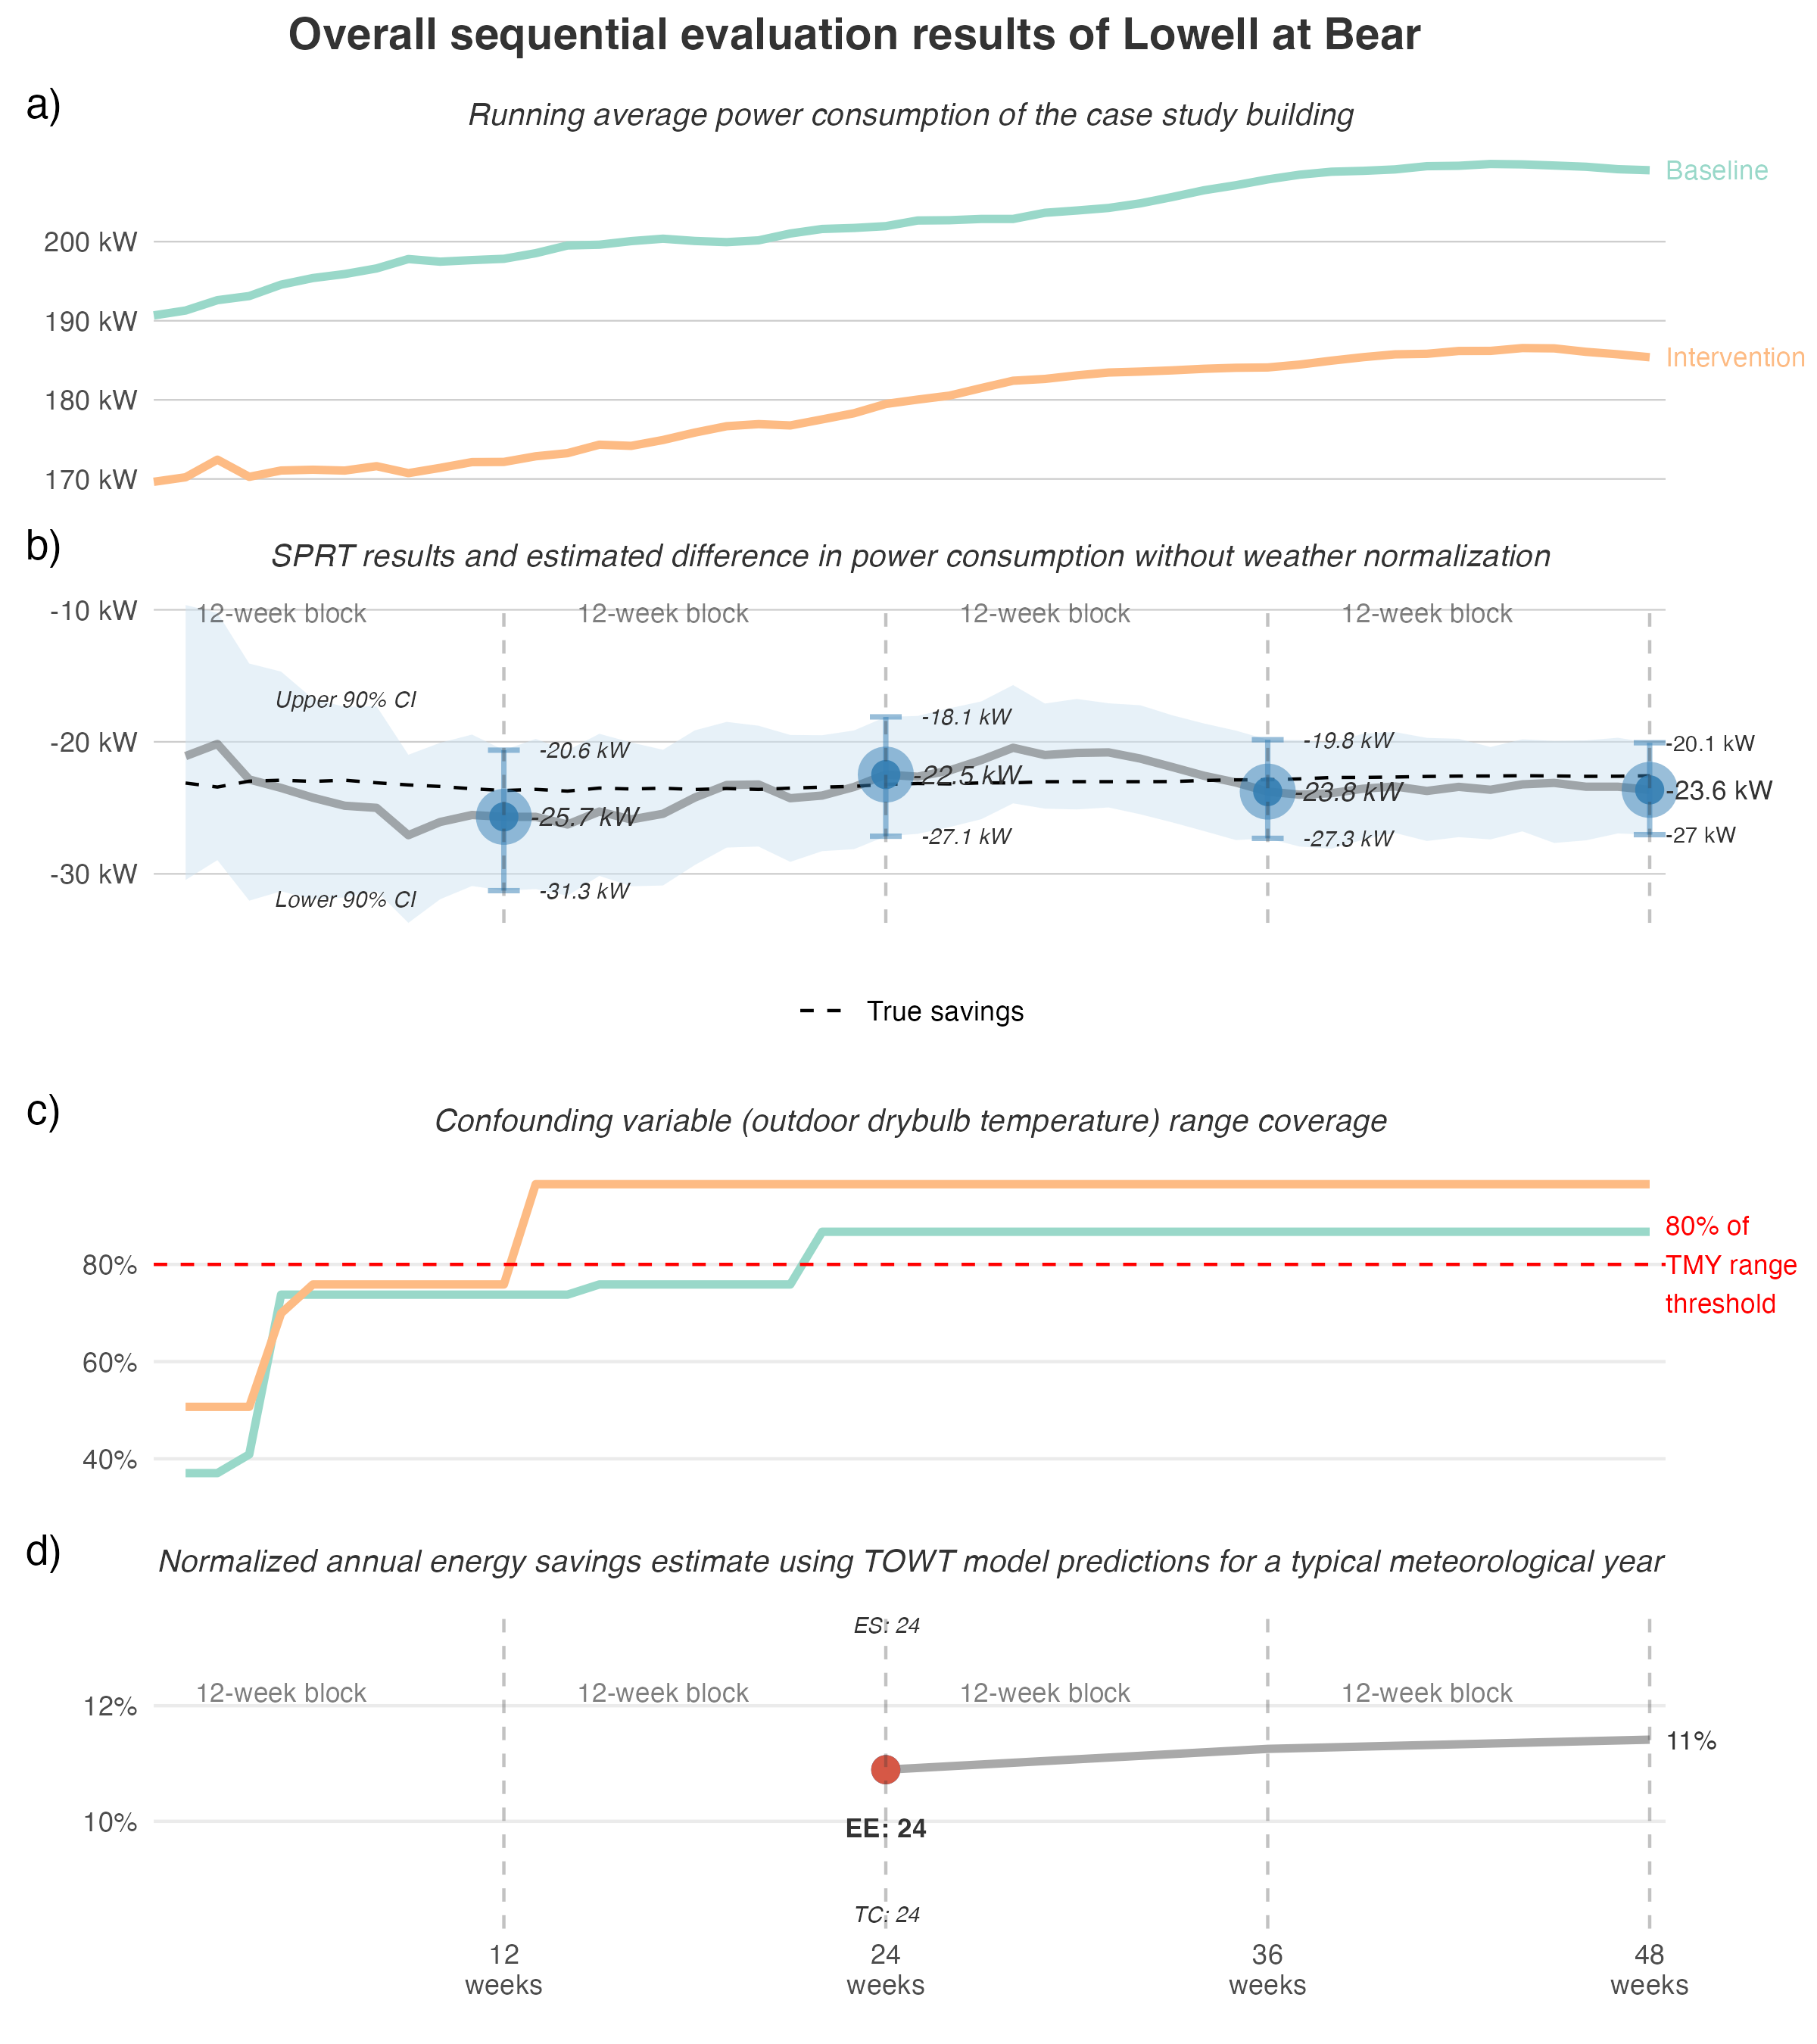 Overall sequential evaluation results of Lowell at Bear
a)
Running average power consumption of the case study building
Baseline
200 kW
190 kW
Intervention
180 kW
170 kW
b)
SPRT results and estimated difference in power consumption without weather normalization
-10 kW
12-week block 12-week block 12-week block 12-week block
Upper 90% CI
-18.1 kW
-20 kW
-20.6 kW
-19.8 kW
-20.1 kW
-25.7 kW
-22.5 kW
-23.8 kW
-23.6 kW
-27.1 kW
-27.3 kW
-27 kW
-30 kW
-31.3 kW
Lower 90% CI
True savings
c)
Confounding variable (outdoor drybulb temperature) range coverage
80% of
TMY range
threshold
80%
60%
40%
d)
Normalized annual energy savings estimate using TOWT model predictions for a typical meteorological year
ES: 24
12-week block 12-week block 12-week block 12-week block
12%
11%
10%
EE: 24
TC: 24
12 24 36 48
weeks weeks weeks weeks